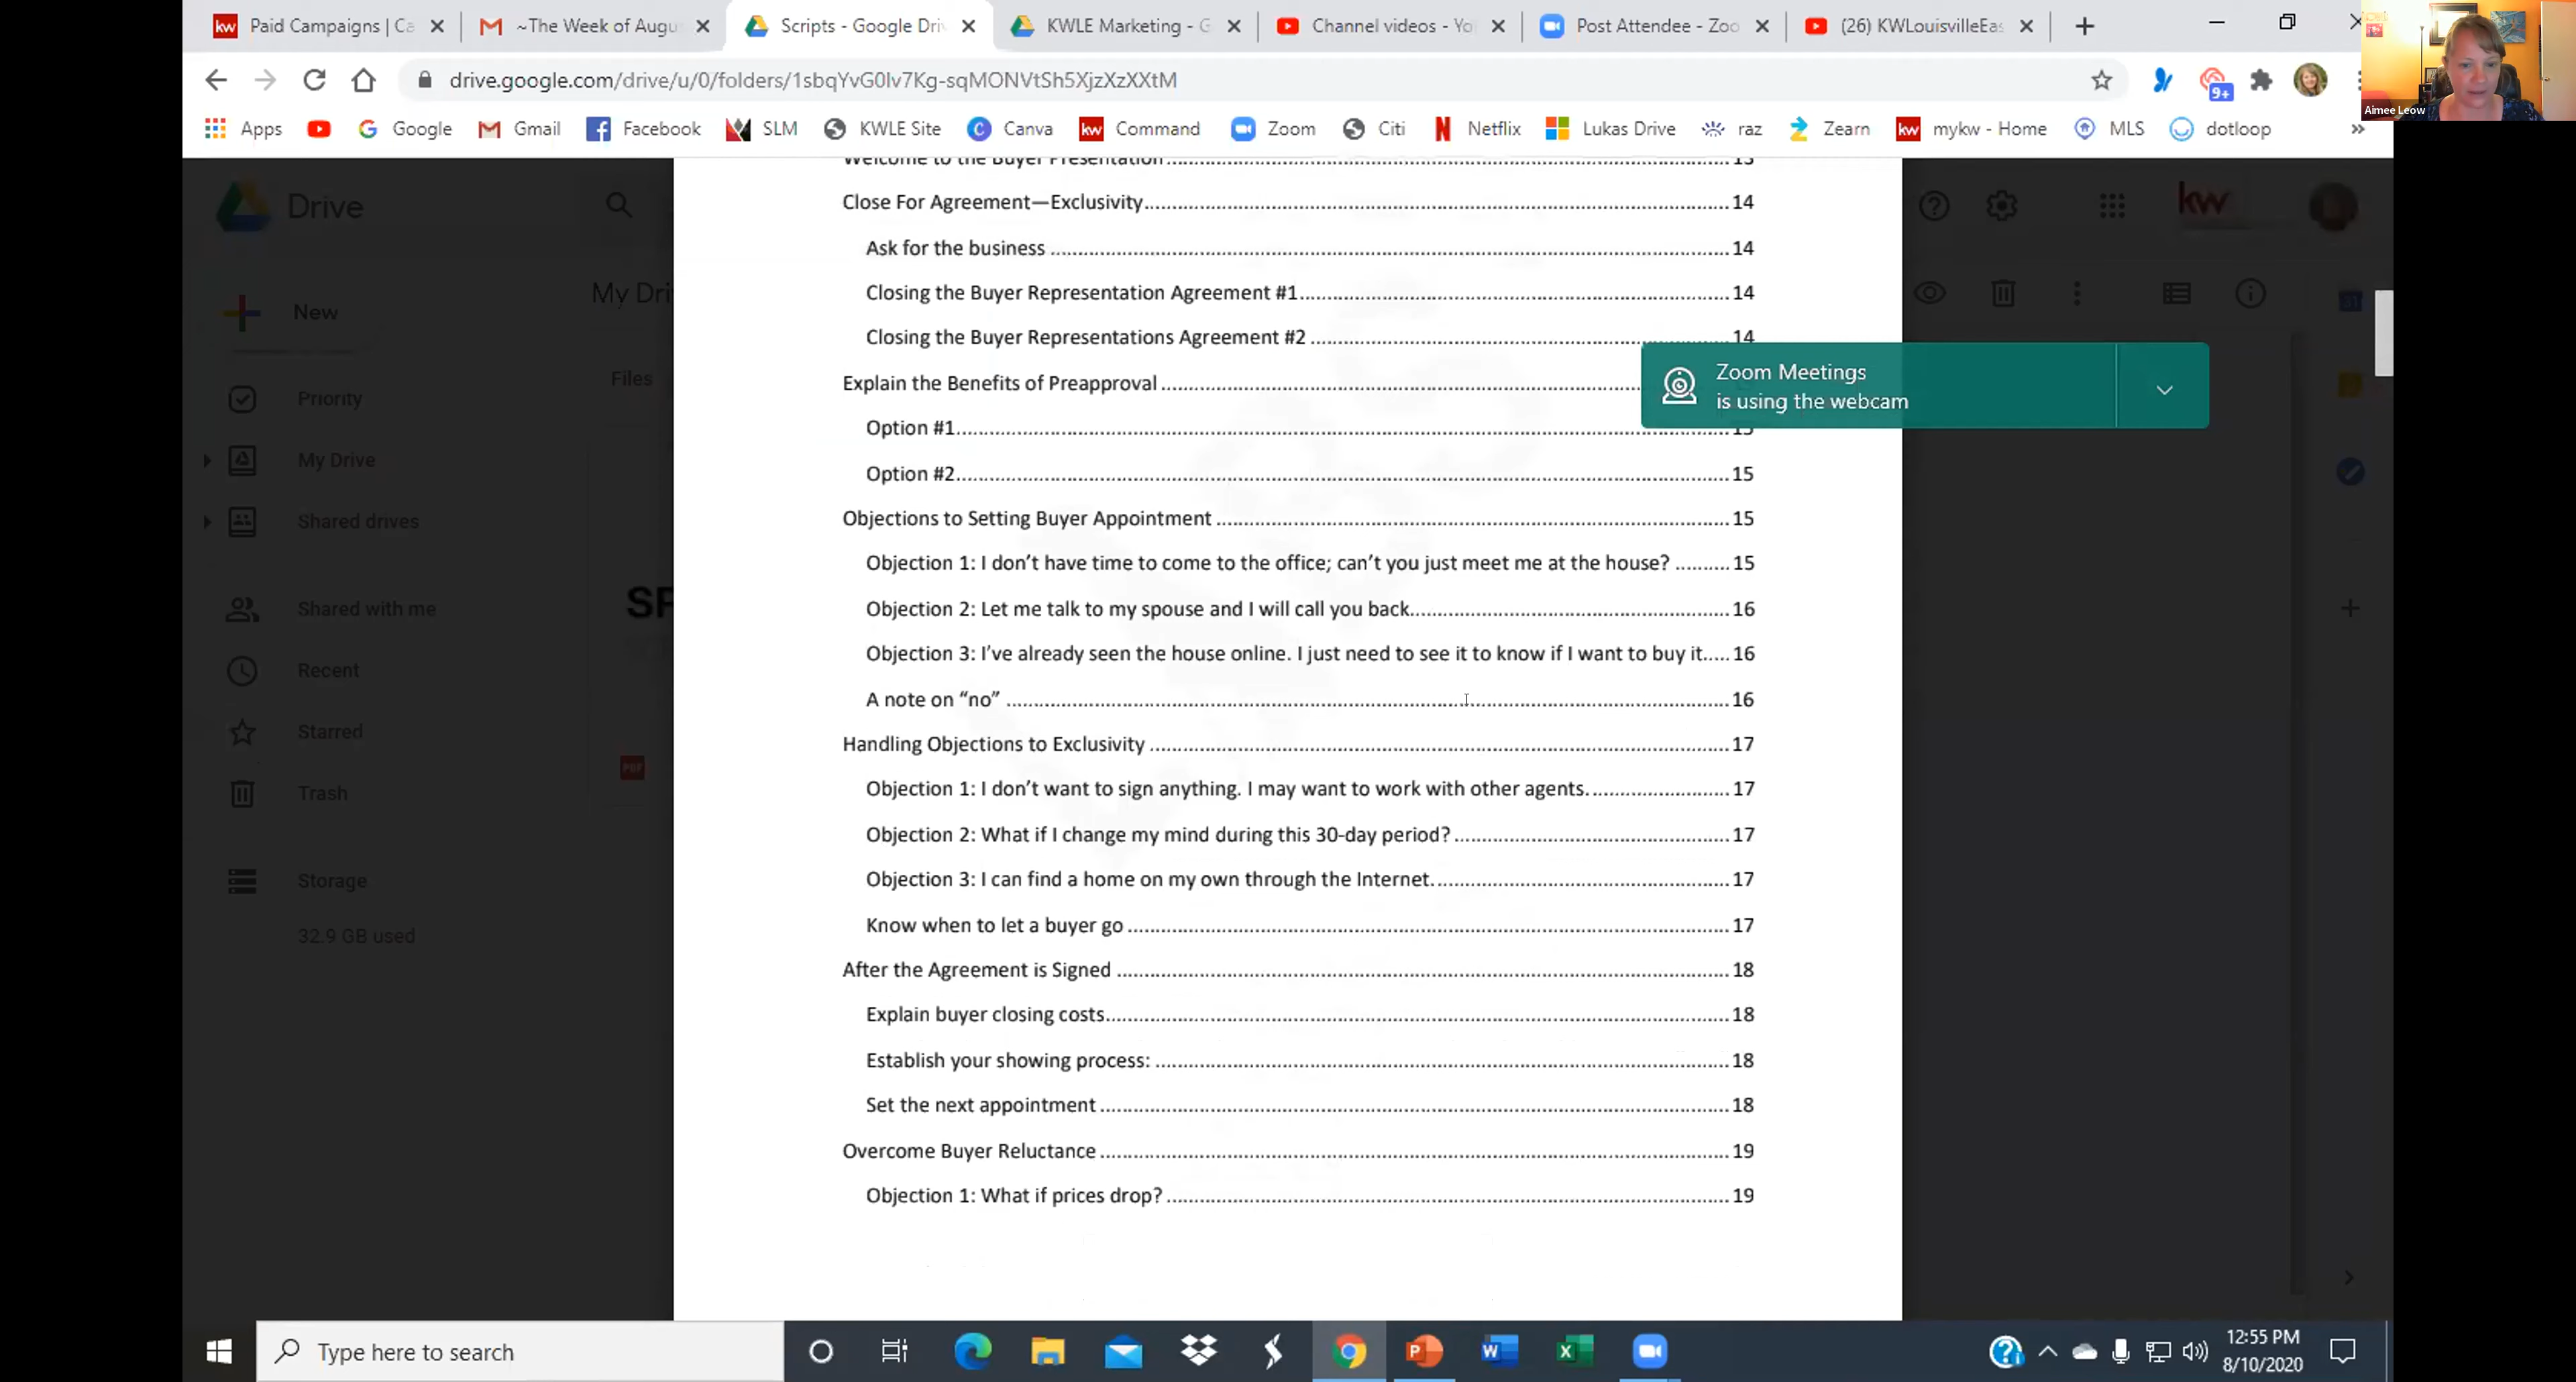 Paid Campaigns | Ca
~The Week of Augu
Scripts - Google Driv
KWLE Marketing - G
Channel videos - Yo
Post Attendee - Zoo
(26) KWLouisvilleEas
drive.google.com/drive/u/0/folders/1sbqYvG0lv7Kg-sqMONVtSh5XjzXzXXtM
9+
Aimee Leow
Apps
Google
Gmail
Facebook
SLM
KWLE Site
Canva
kw Command
Zoom
Citi
Netflix
Lukas Drive
raz
Zearn
kw mykw - Home
MLS
dotloop
»
Drive
kw
New
My Dri
Files
Priority
My Drive
Shared drives
Shared with me
Recent
Starred
Trash
Storage
32.9 GB used
PDF
Welcome to the Buyer Presentation 13
Close For Agreement—Exclusivity 14
Ask for the business 14
Closing the Buyer Representation Agreement #1 14
Closing the Buyer Representations Agreement #2 14
Explain the Benefits of Preapproval
Option #1 15
Option #2 15
Objections to Setting Buyer Appointment 15
Objection 1: I don’t have time to come to the office; can’t you just meet me at the house? 15
Objection 2: Let me talk to my spouse and I will call you back. 16
Objection 3: I’ve already seen the house online. I just need to see it to know if I want to buy it. 16
A note on “no” 16
Handling Objections to Exclusivity 17
Objection 1: I don’t want to sign anything. I may want to work with other agents. 17
Objection 2: What if I change my mind during this 30-day period? 17
Objection 3: I can find a home on my own through the Internet. 17
Know when to let a buyer go 17
After the Agreement is Signed 18
Explain buyer closing costs 18
Establish your showing process: 18
Set the next appointment 18
Overcome Buyer Reluctance 19
Objection 1: What if prices drop? 19
Zoom Meetings
is using the webcam
Type here to search
12:55 PM
8/10/2020